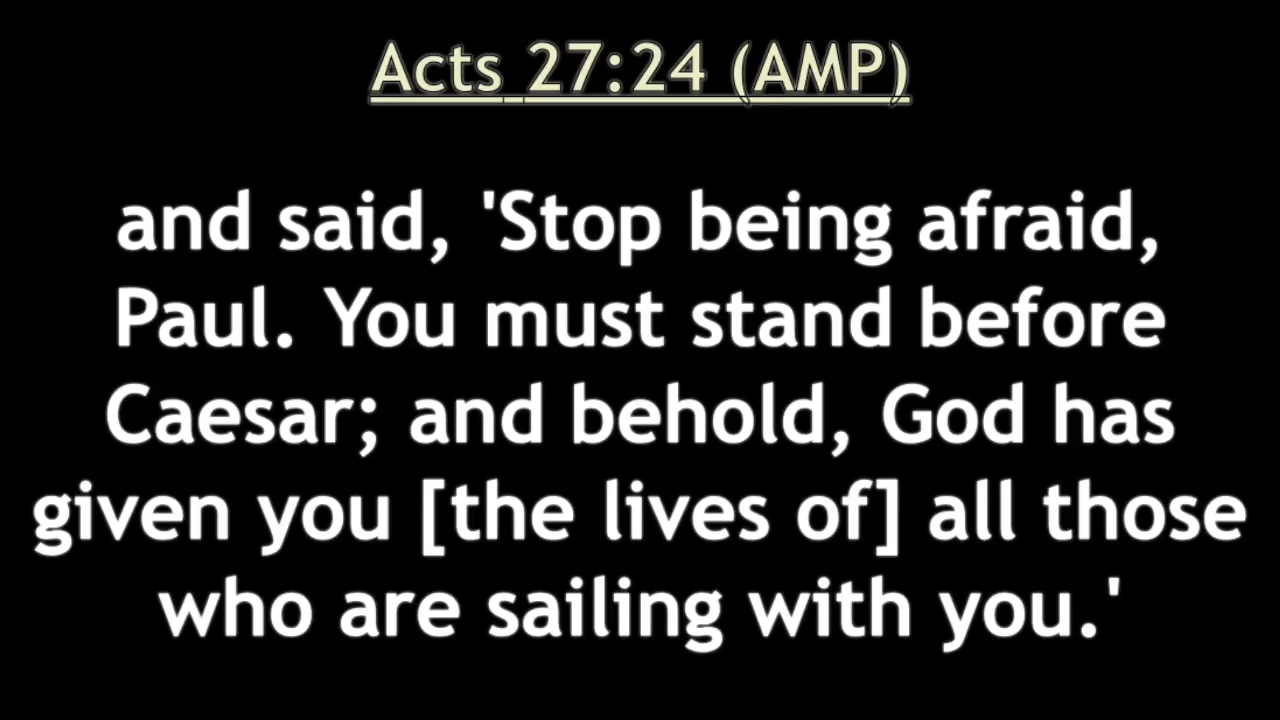 Acts 27:24 (AMP)
and said, 'Stop being afraid,
Paul. You must stand before
Caesar; and behold, God has
given you [the lives of] all those
who are sailing with you.'